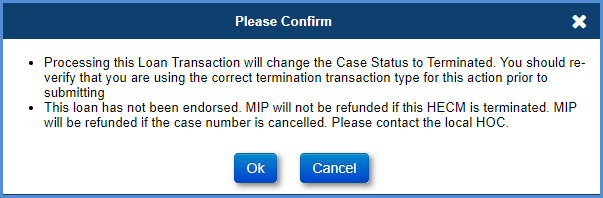 Please Confirm
• Processing this Loan Transaction will change the Case Status to Terminated. You should re-
verify that you are using the correct termination transaction type for this action prior to
submitting
• This loan has not been endorsed. MIP will not be refunded if this HECM is terminated. MIP
will be refunded if the case number is cancelled. Please contact the local HOC.
Ok Cancel